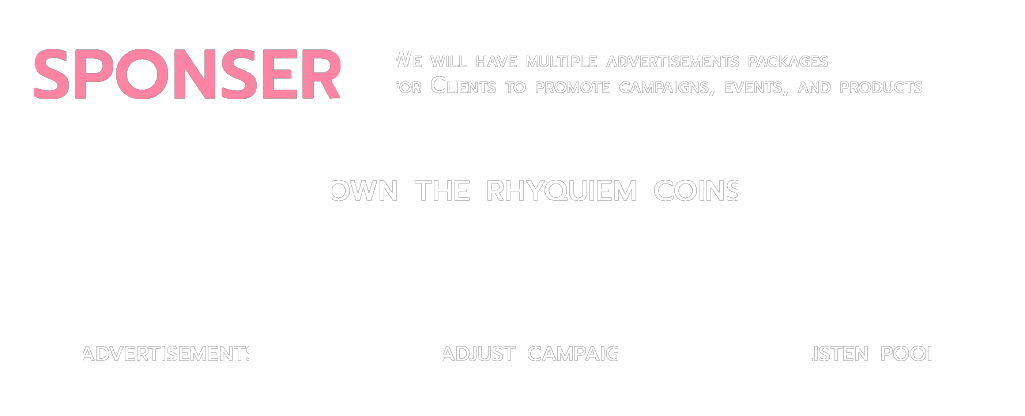 SPONSER
We will have multiple advertisements packages
for Clients to promote campaigns, events, and products
OWN THE RHYQUIEM COINS
ADVERTISEMENTS
ADJUST CAMPAIG
LISTEN POOL